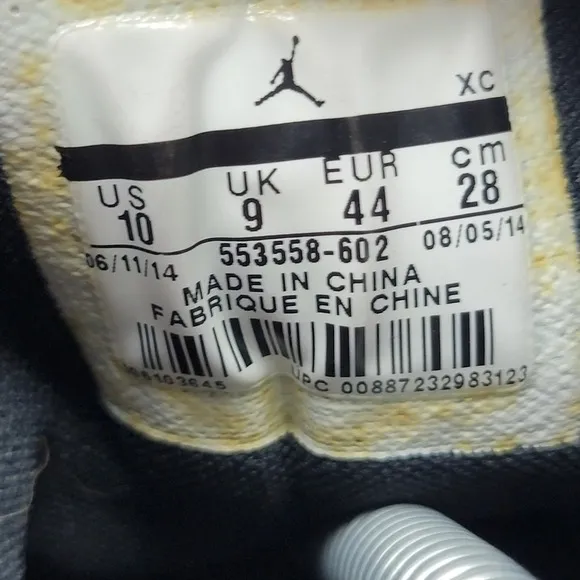 XC
US UK EUR cm
10 9 44 28
06/11/14 553558-602 08/05/14
MADE IN CHINA
FABRIQUE EN CHINE
UPC 00887232983123